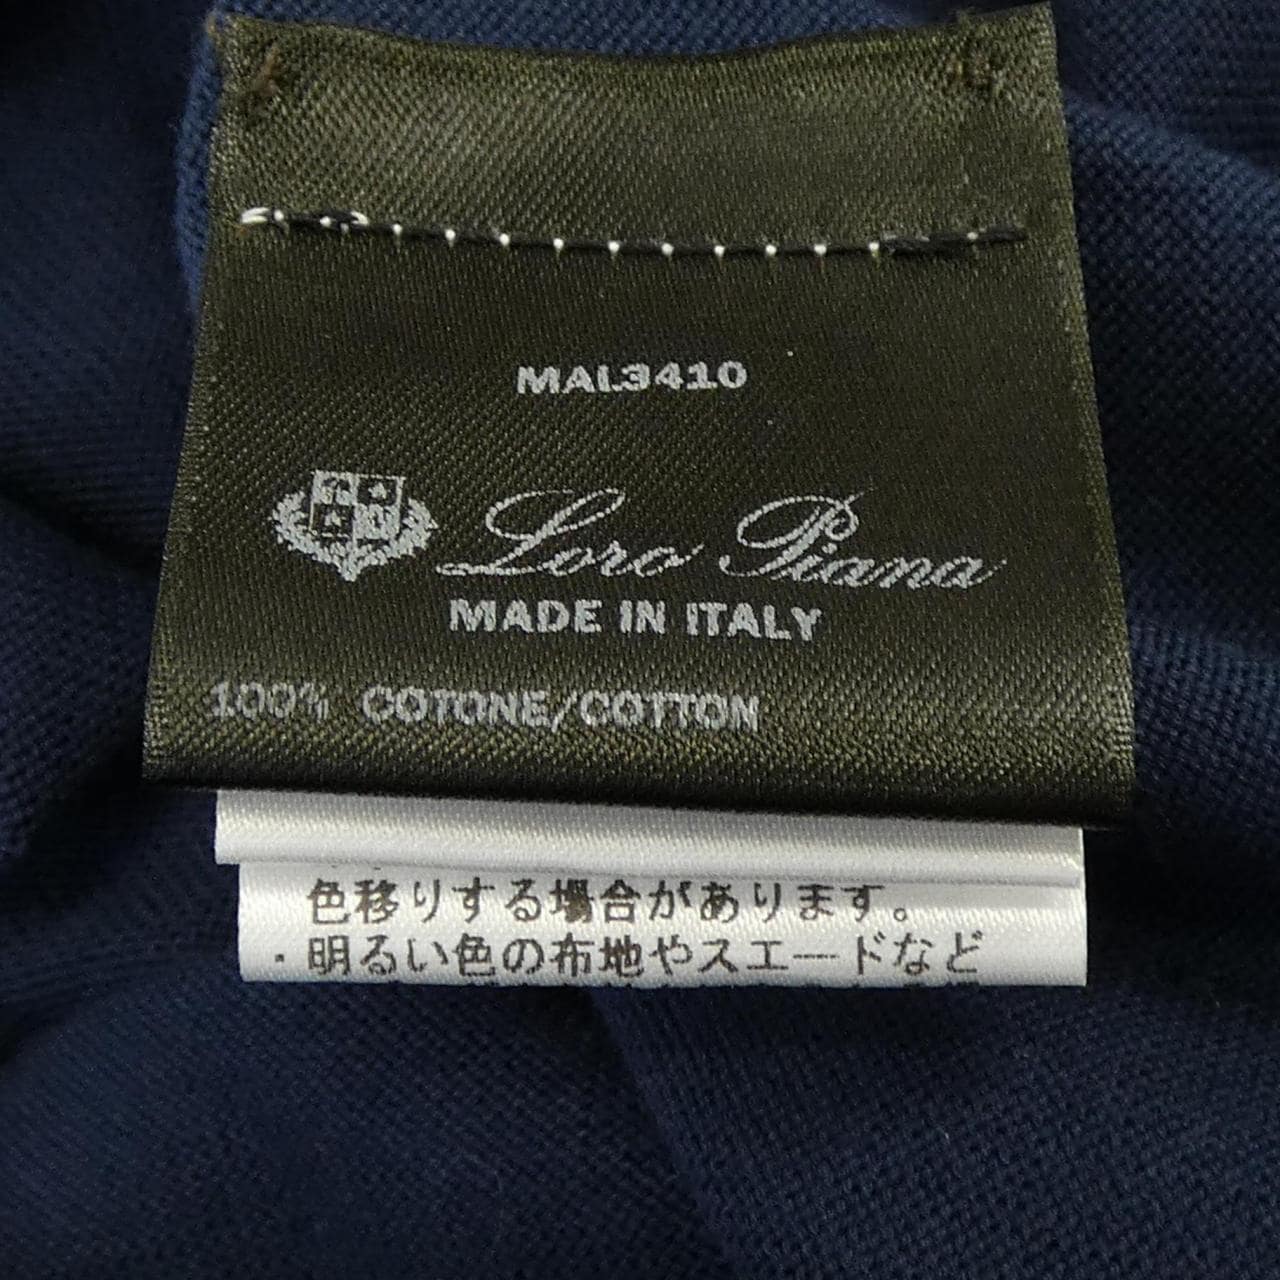 MAL3410
Loro Piana
MADE IN ITALY
100% COTONE/COTTON
色移りする場合があります。
・明るい色の布地やスエードなど